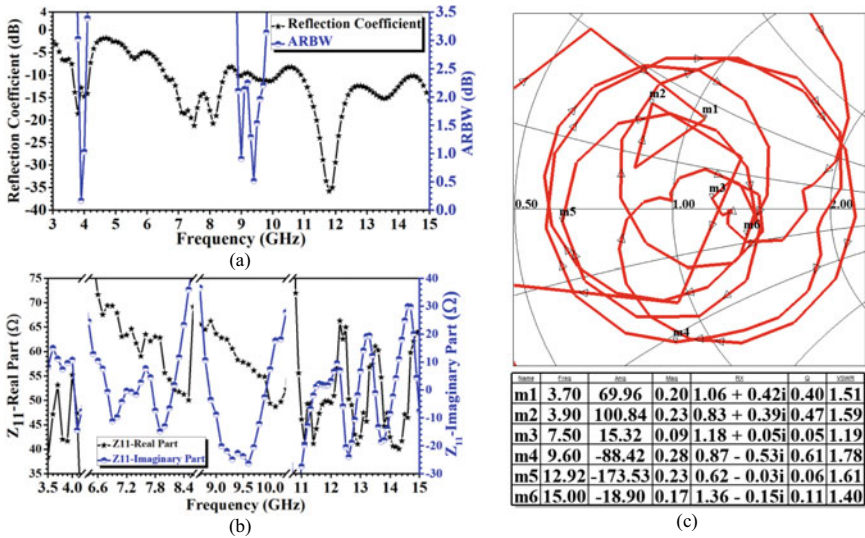 Reflection Coefficient
ARBW
Reflection Coefficient (dB)
5
0
-5
-10
-15
-20
-25
-30
-35
-40
3 4 5 6 7 8 9 10 11 12 13 14 15
Frequency (GHz)
3.5
3.0
2.5
2.0
1.5
1.0
0.5
0.0
ARBW (dB)
(a)
Z11-Real Part (Ω)
75
70
65
60
55
50
45
40
35
Z11-Real Part
Z11-Imaginary Part
3.5 4.0 6.6 7.2 7.8 8.4 9.0 10.0 11 12 13 14 15
Frequency (GHz)
40
30
20
10
0
-10
-20
-30
Z11-Imaginary Part (Ω)
(b)
m2
m1
m3
0.50 m5 1.00 2.00
m6
m4
Name Freq Ang Mag RX Q VSWR
m1 3.70 69.96 0.20 1.06 + 0.42i 0.40 1.51
m2 3.90 100.84 0.23 0.83 + 0.39i 0.47 1.59
m3 7.50 15.32 0.09 1.18 + 0.05i 0.05 1.19
m4 9.60 -88.42 0.28 0.87 - 0.53i 0.61 1.78
m5 12.92 -173.53 0.23 0.62 - 0.03i 0.06 1.61
m6 15.00 -18.90 0.17 1.36 - 0.15i 0.11 1.40
(c)